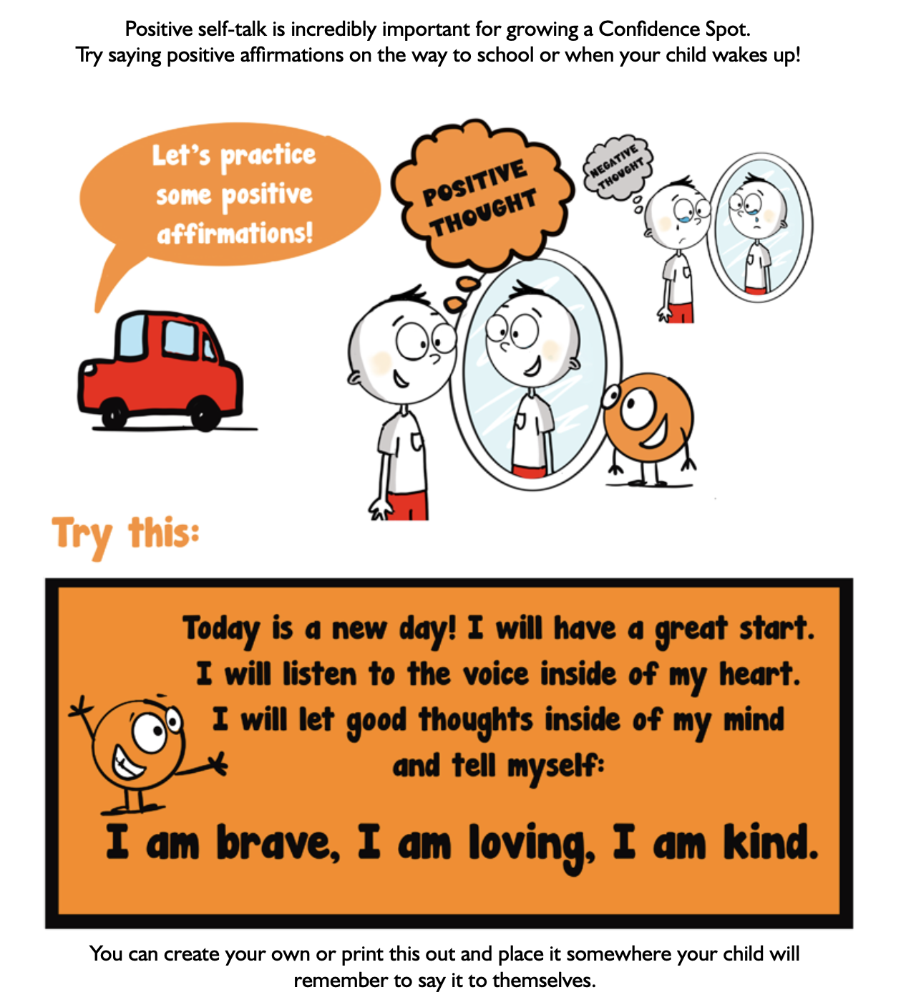 Positive self-talk is incredibly important for growing a Confidence Spot.
Try saying positive affirmations on the way to school or when your child wakes up!
Let's practice
some positive
affirmations!
POSITIVE
THOUGHT
NEGATIVE
THOUGHT
Try this:
Today is a new day! I will have a great start.
I will listen to the voice inside of my heart.
I will let good thoughts inside of my mind
and tell myself:
I am brave, I am loving, I am kind.
You can create your own or print this out and place it somewhere your child will
remember to say it to themselves.